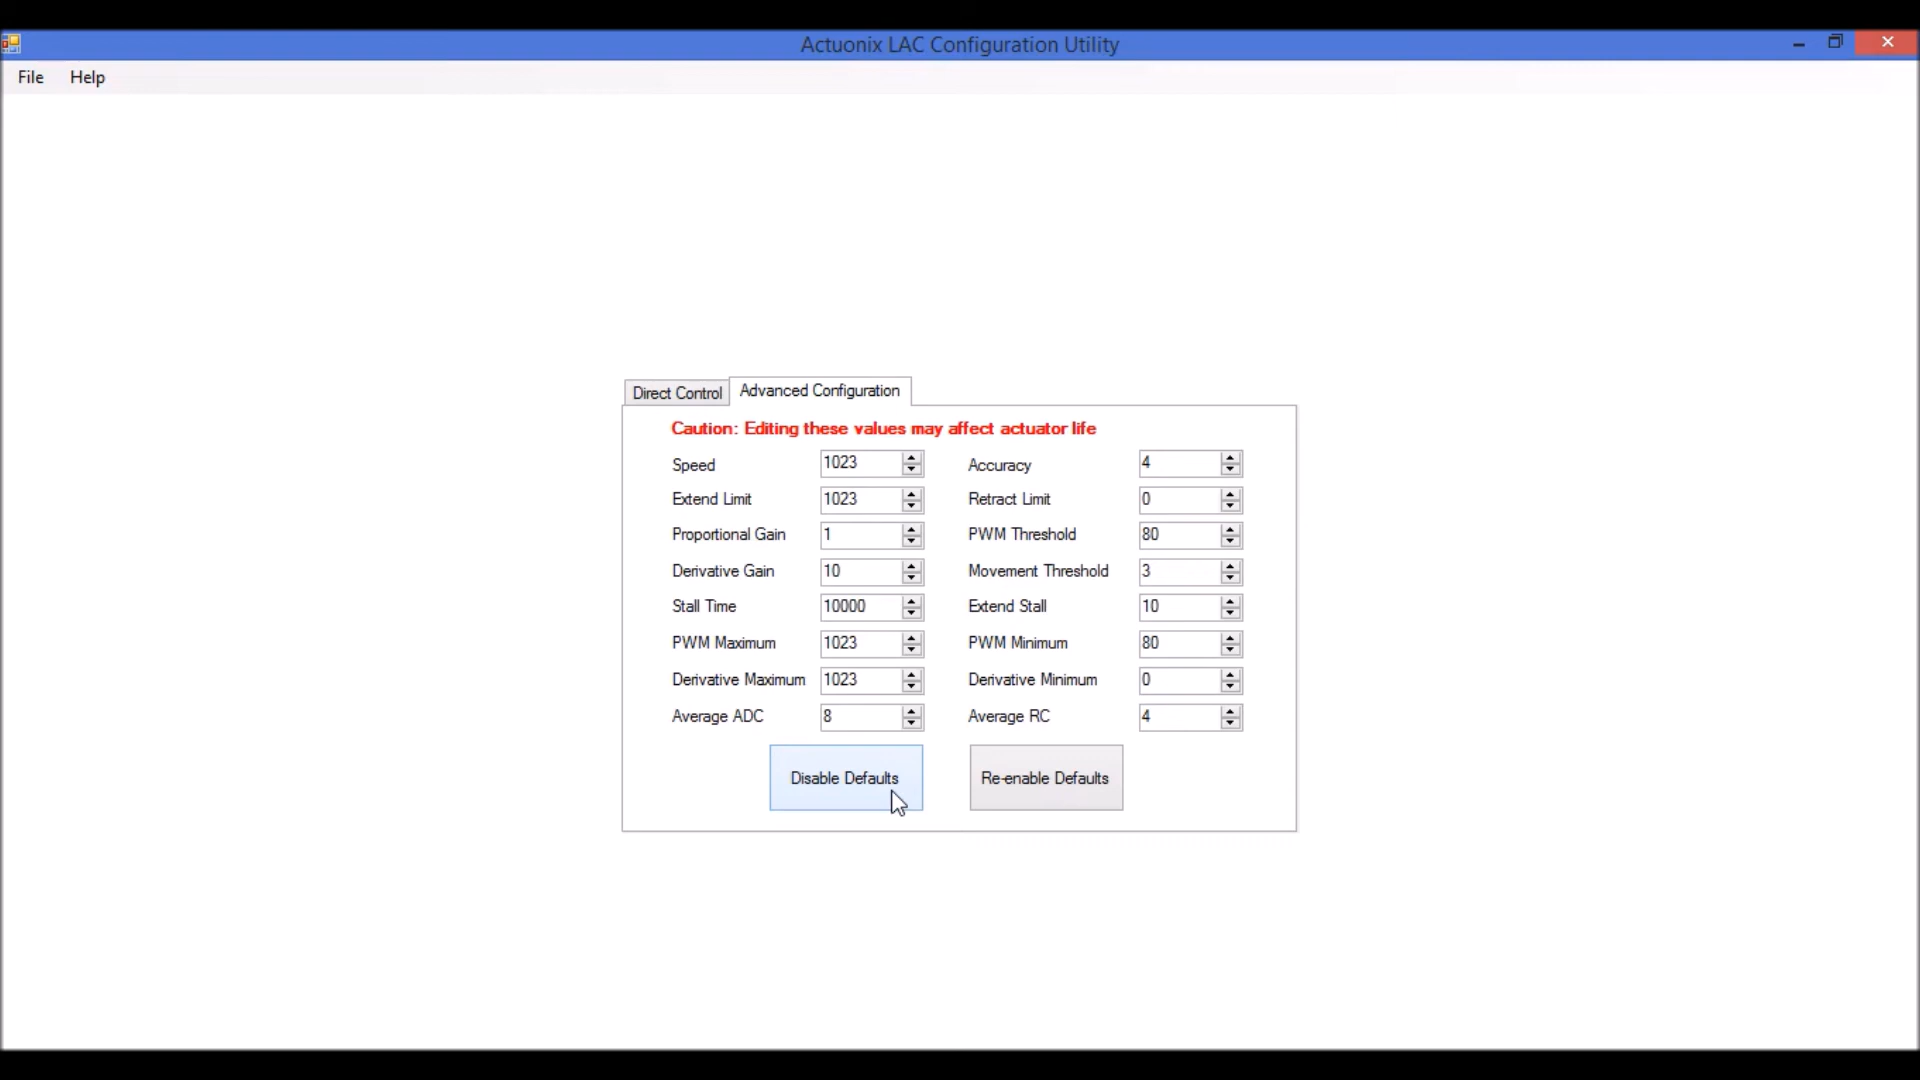 Actuonix LAC Configuration Utility
File Help
Direct Control Advanced Configuration
Caution: Editing these values may affect actuator life
Speed 1023 Accuracy 4
Extend Limit 1023 Retract Limit 0
Proportional Gain 1 PWM Threshold 80
Derivative Gain 10 Movement Threshold 3
Stall Time 10000 Extend Stall 10
PWM Maximum 1023 PWM Minimum 80
Derivative Maximum 1023 Derivative Minimum 0
Average ADC 8 Average RC 4
Disable Defaults Re-enable Defaults